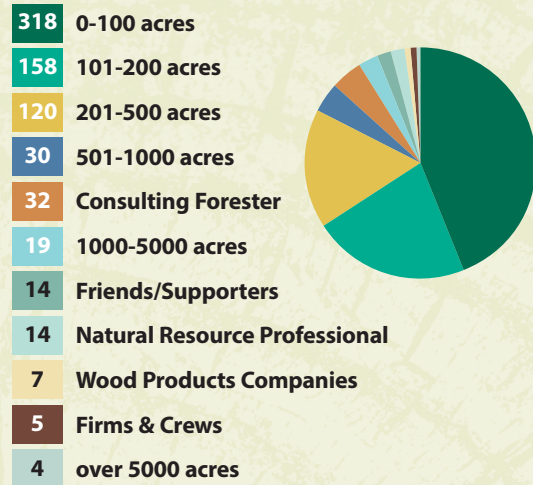 318 0-100 acres
158 101-200 acres
120 201-500 acres
30 501-1000 acres
32 Consulting Forester
19 1000-5000 acres
14 Friends/Supporters
14 Natural Resource Professional
7 Wood Products Companies
5 Firms & Crews
4 over 5000 acres